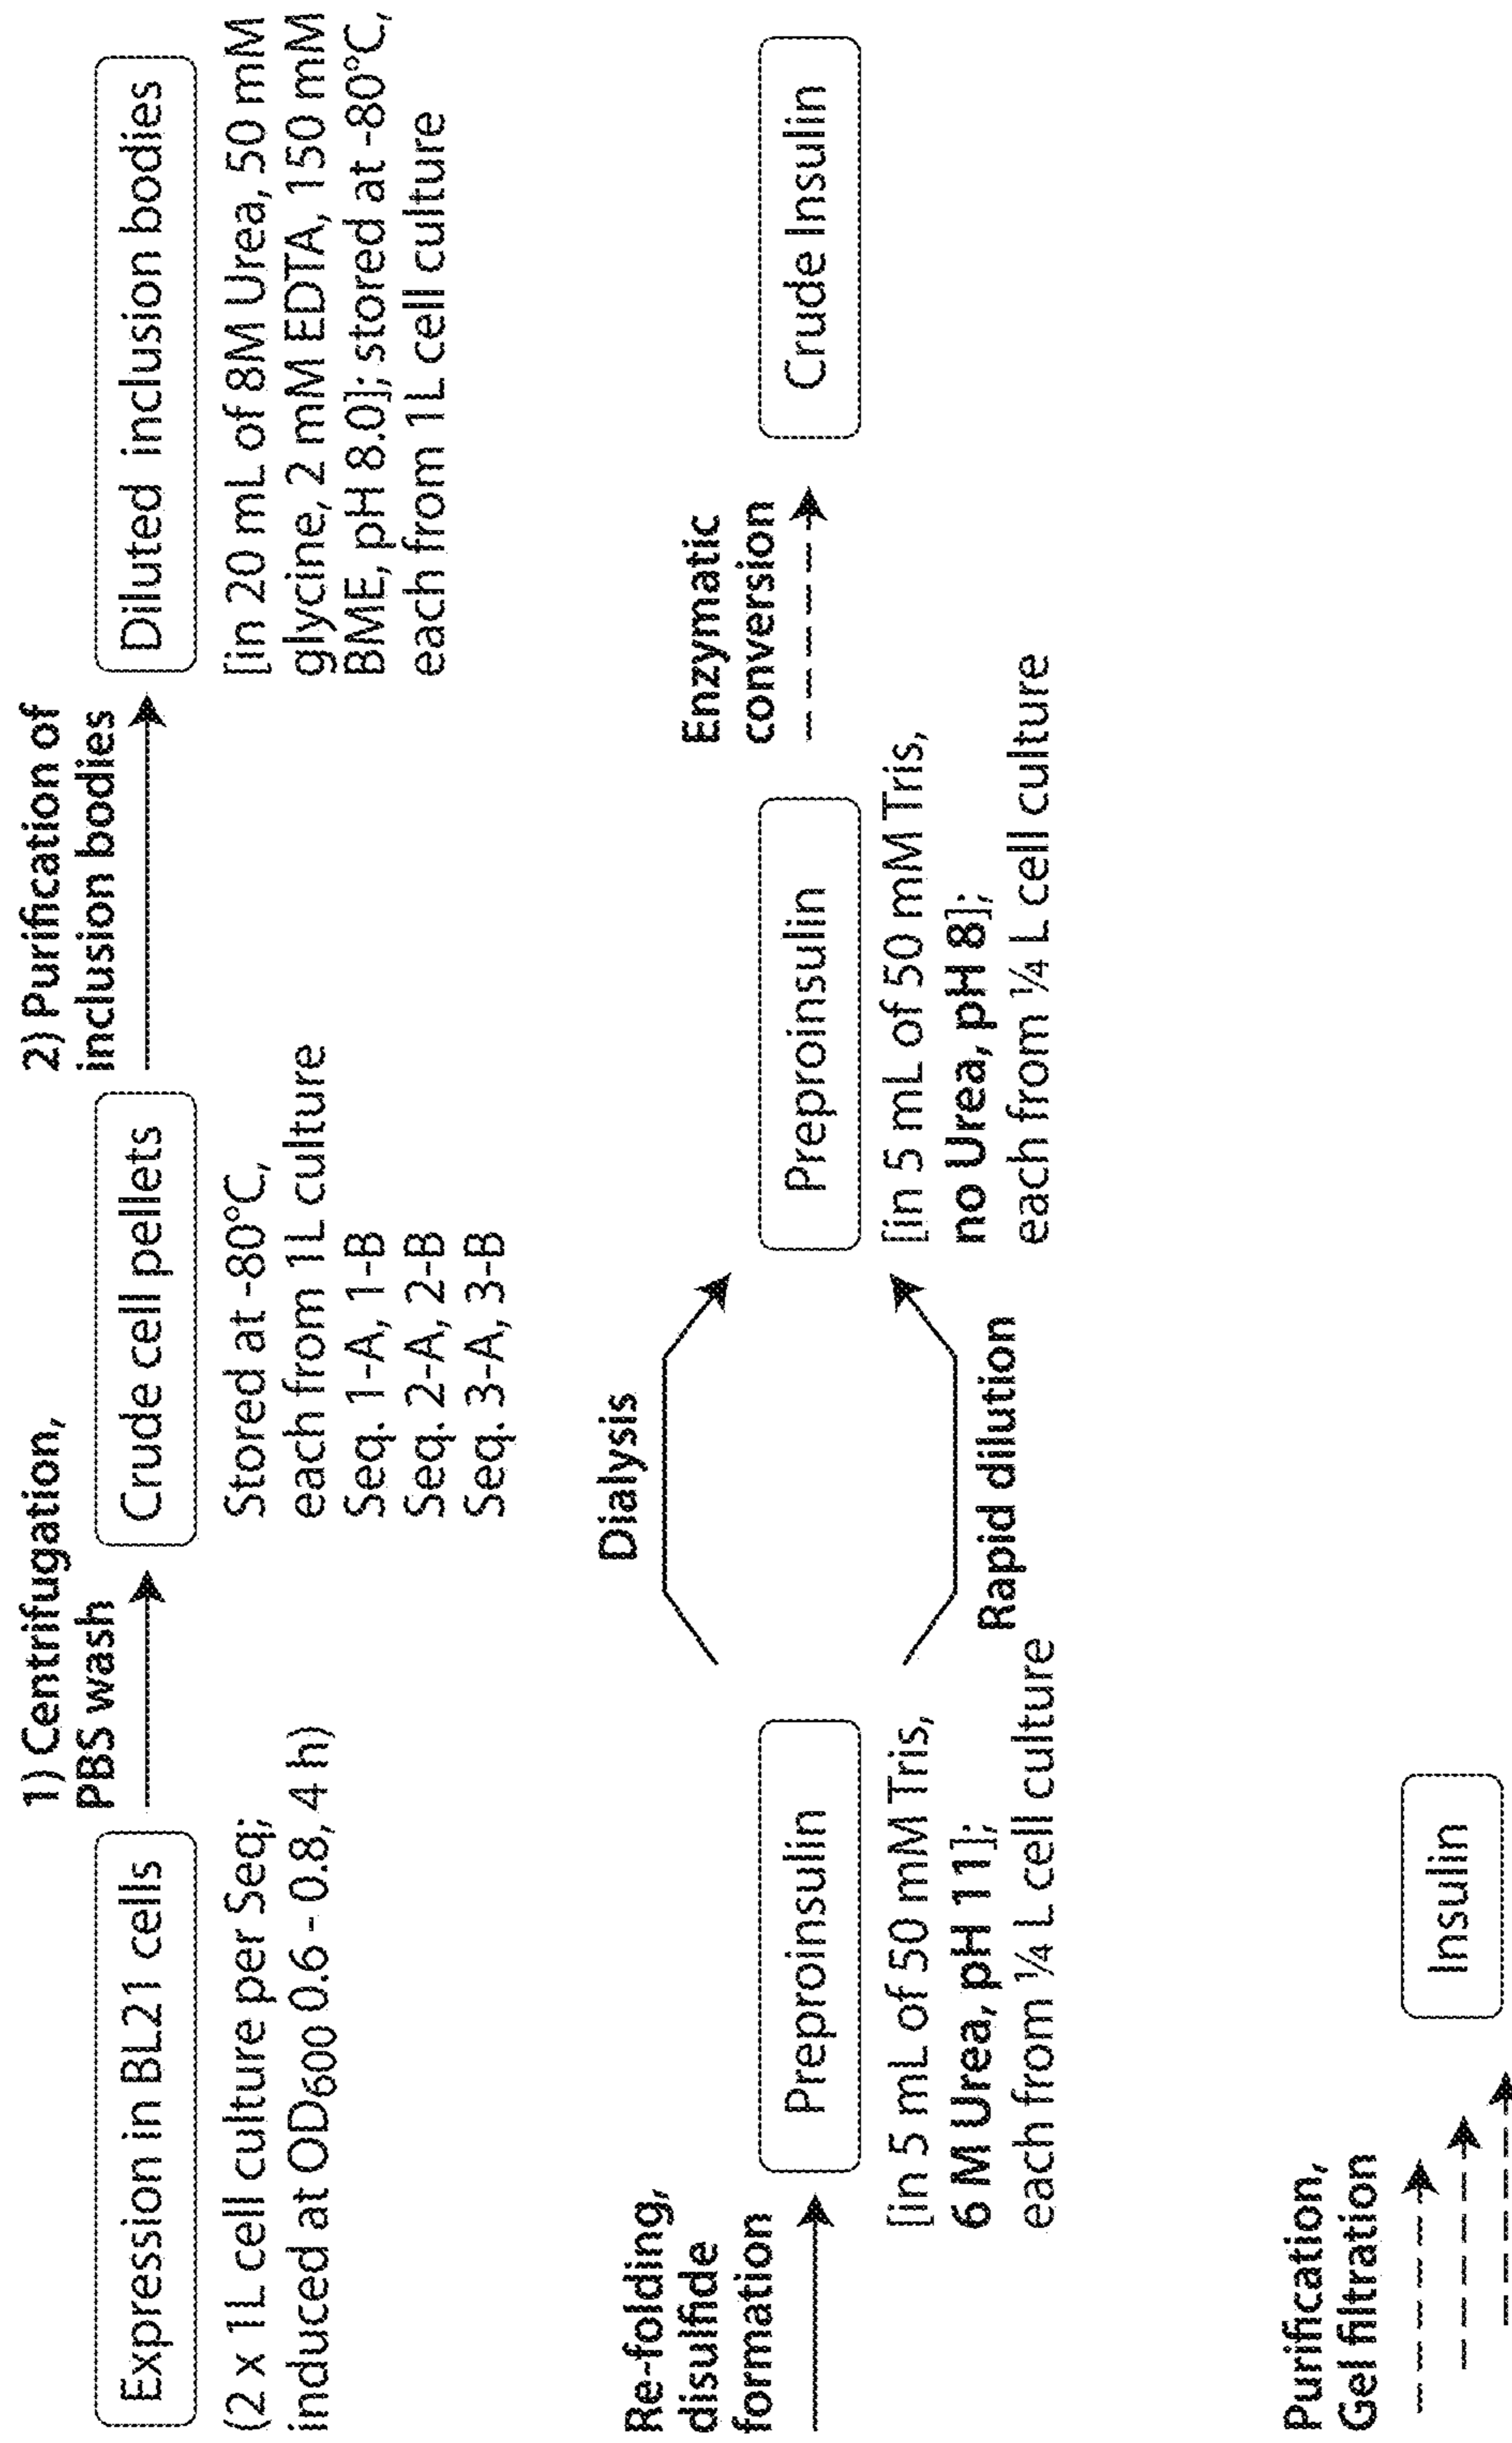 1) Centrifugation,
PBS wash
2) Purification of
inclusion bodies
Expression in BL21 cells
Crude cell pellets
Diluted inclusion bodies
(2 x 1L cell culture per Seq;
induced at OD600 0.6 - 0.8, 4 h)
Stored at -80°C,
each from 1L culture
Seq. 1-A, 1-B
Seq. 2-A, 2-B
Seq. 3-A, 3-B
[in 20 mL of 8M Urea, 50 mM
glycine, 2 mM EDTA, 150 mM
BME, pH 8.0]; stored at -80°C,
each from 1L cell culture
Re-folding,
disulfide
formation
Preproinsulin
[in 5 mL of 50 mM Tris,
6 M Urea, pH 11];
each from ¼ L cell culture
Dialysis
Rapid dilution
Preproinsulin
[in 5 mL of 50 mM Tris,
no Urea, pH 8];
each from ¼ L cell culture
Enzymatic
conversion
Crude Insulin
Purification,
Gel filtration
Insulin